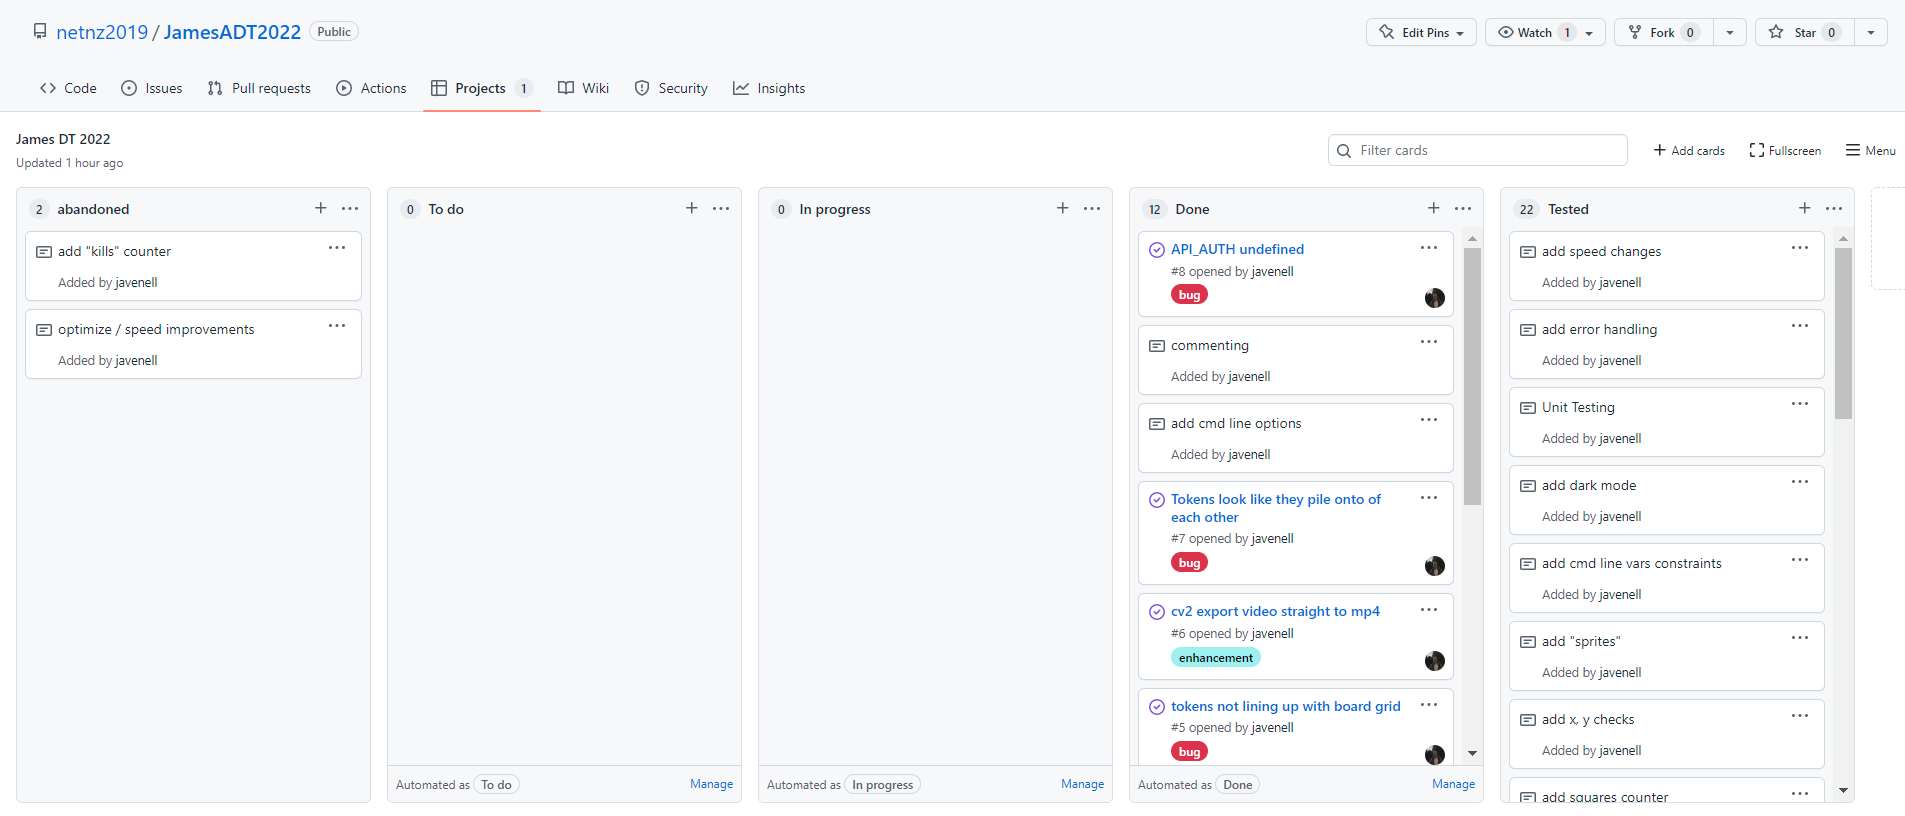 netnz2019 / JamesADT2022 Public
Edit Pins Watch 1 Fork 0 Star 0
Code Issues Pull requests Actions Projects 1 Wiki Security Insights
James DT 2022
Updated 1 hour ago
Filter cards
Add cards Fullscreen Menu
2 abandoned
add "kills" counter
Added by javenell
optimize / speed improvements
Added by javenell
0 To do
Automated as To do Manage
0 In progress
Automated as In progress Manage
12 Done
API_AUTH undefined
#8 opened by javenell
bug
commenting
Added by javenell
add cmd line options
Added by javenell
Tokens look like they pile onto of
each other
#7 opened by javenell
bug
cv2 export video straight to mp4
#6 opened by javenell
enhancement
tokens not lining up with board grid
#5 opened by javenell
bug
Automated as Done Manage
22 Tested
add speed changes
Added by javenell
add error handling
Added by javenell
Unit Testing
Added by javenell
add dark mode
Added by javenell
add cmd line vars constraints
Added by javenell
add "sprites"
Added by javenell
add x, y checks
Added by javenell
add squares counter